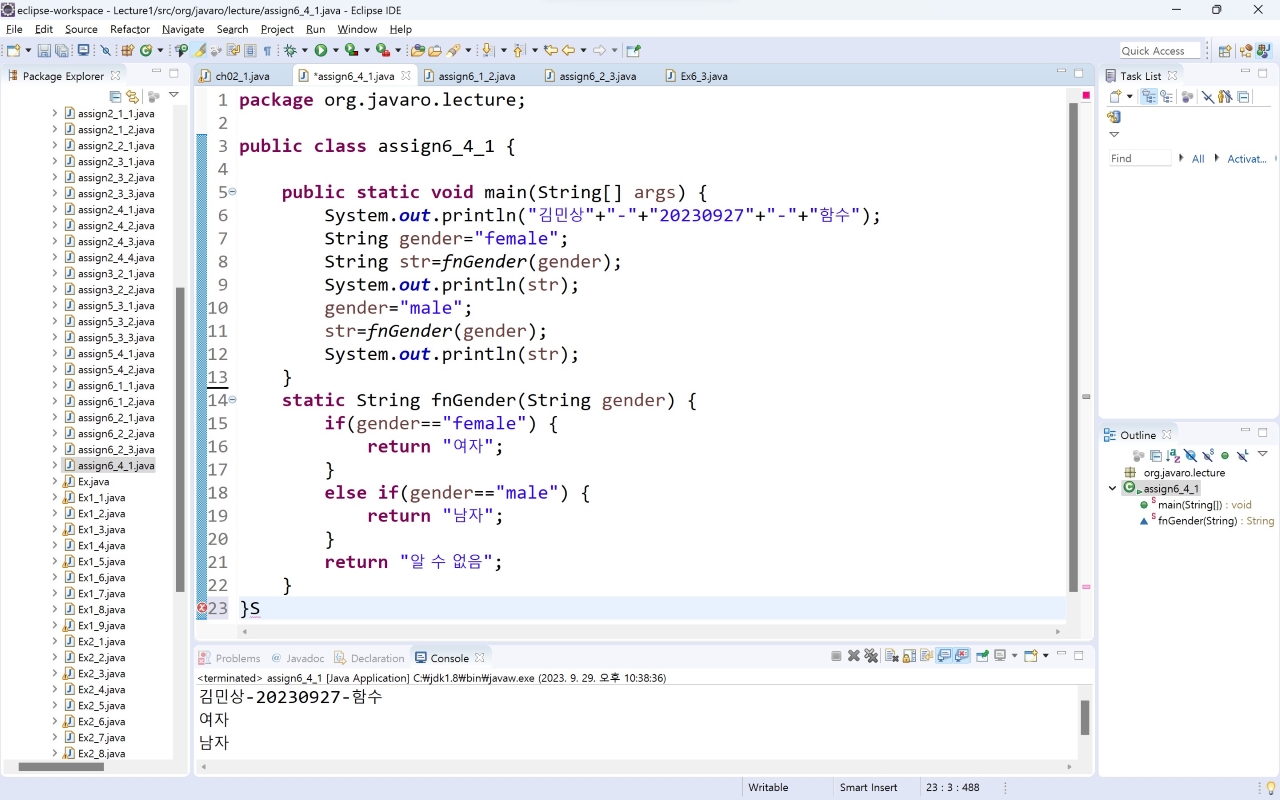 eclipse-workspace - Lecture1/src/org/javaro/lecture/assign6_4_1.java - Eclipse IDE
File Edit Source Refactor Navigate Search Project Run Window Help
Quick Access
Package Explorer
assign2_1_1.java
assign2_1_2.java
assign2_2_1.java
assign2_3_1.java
assign2_3_2.java
assign2_3_3.java
assign2_4_1.java
assign2_4_2.java
assign2_4_3.java
assign2_4_4.java
assign3_2_1.java
assign3_2_2.java
assign5_3_1.java
assign5_3_2.java
assign5_3_3.java
assign5_4_1.java
assign5_4_2.java
assign6_1_1.java
assign6_1_2.java
assign6_2_1.java
assign6_2_2.java
assign6_2_3.java
assign6_4_1.java
Ex.java
Ex1_1.java
Ex1_2.java
Ex1_3.java
Ex1_4.java
Ex1_5.java
Ex1_6.java
Ex1_7.java
Ex1_8.java
Ex1_9.java
Ex2_1.java
Ex2_2.java
Ex2_3.java
Ex2_4.java
Ex2_5.java
Ex2_6.java
Ex2_7.java
Ex2_8.java
ch02_1.java *assign6_4_1.java assign6_1_2.java assign6_2_3.java Ex6_3.java
1 package org.javaro.lecture;
2
3 public class assign6_4_1 {
4
5 public static void main(String[] args) {
6 System.out.println("김민상"+"-"+"20230927"+"-"+"함수");
7 String gender="female";
8 String str=fnGender(gender);
9 System.out.println(str);
10 gender="male";
11 str=fnGender(gender);
12 System.out.println(str);
13 }
14 static String fnGender(String gender) {
15 if(gender=="female") {
16 return "여자";
17 }
18 else if(gender=="male") {
19 return "남자";
20 }
21 return "알 수 없음";
22 }
23 }S
Problems @ Javadoc Declaration Console
<terminated> assign6_4_1 [Java Application] C:₩jdk1.8₩bin₩javaw.exe (2023. 9. 29. 오후 10:38:36)
김민상-20230927-함수
여자
남자
Task List
Find All Activat...
Outline
org.javaro.lecture
assign6_4_1
main(String[]) : void
fnGender(String) : String
Writable Smart Insert 23 : 3 : 488